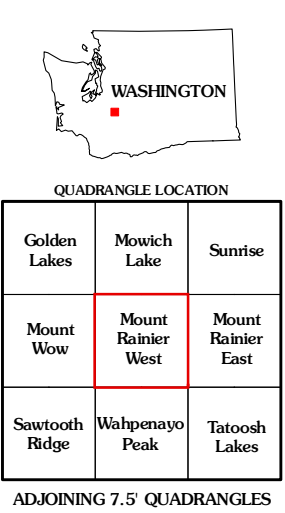 WASHINGTON
QUADRANGLE LOCATION
Golden
Lakes
Mowich
Lake
Sunrise
Mount
Wow
Mount
Rainier
West
Mount
Rainier
East
Sawtooth
Ridge
Wahpenayo
Peak
Tatoosh
Lakes
ADJOINING 7.5' QUADRANGLES